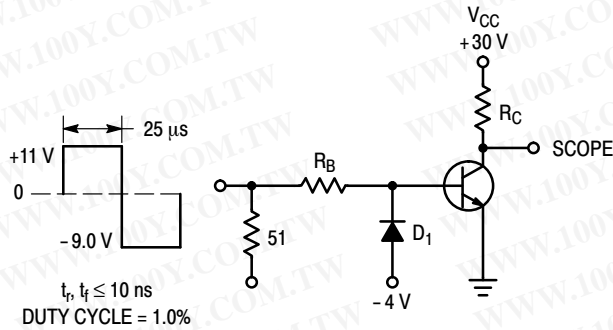 V_CC
+30 V
25 μs
R_C
+11 V
SCOPE
R_B
0
51
D_1
-9.0 V
-4 V
t_r, t_f ≤ 10 ns
DUTY CYCLE = 1.0%
WWW.100Y.COM.TW